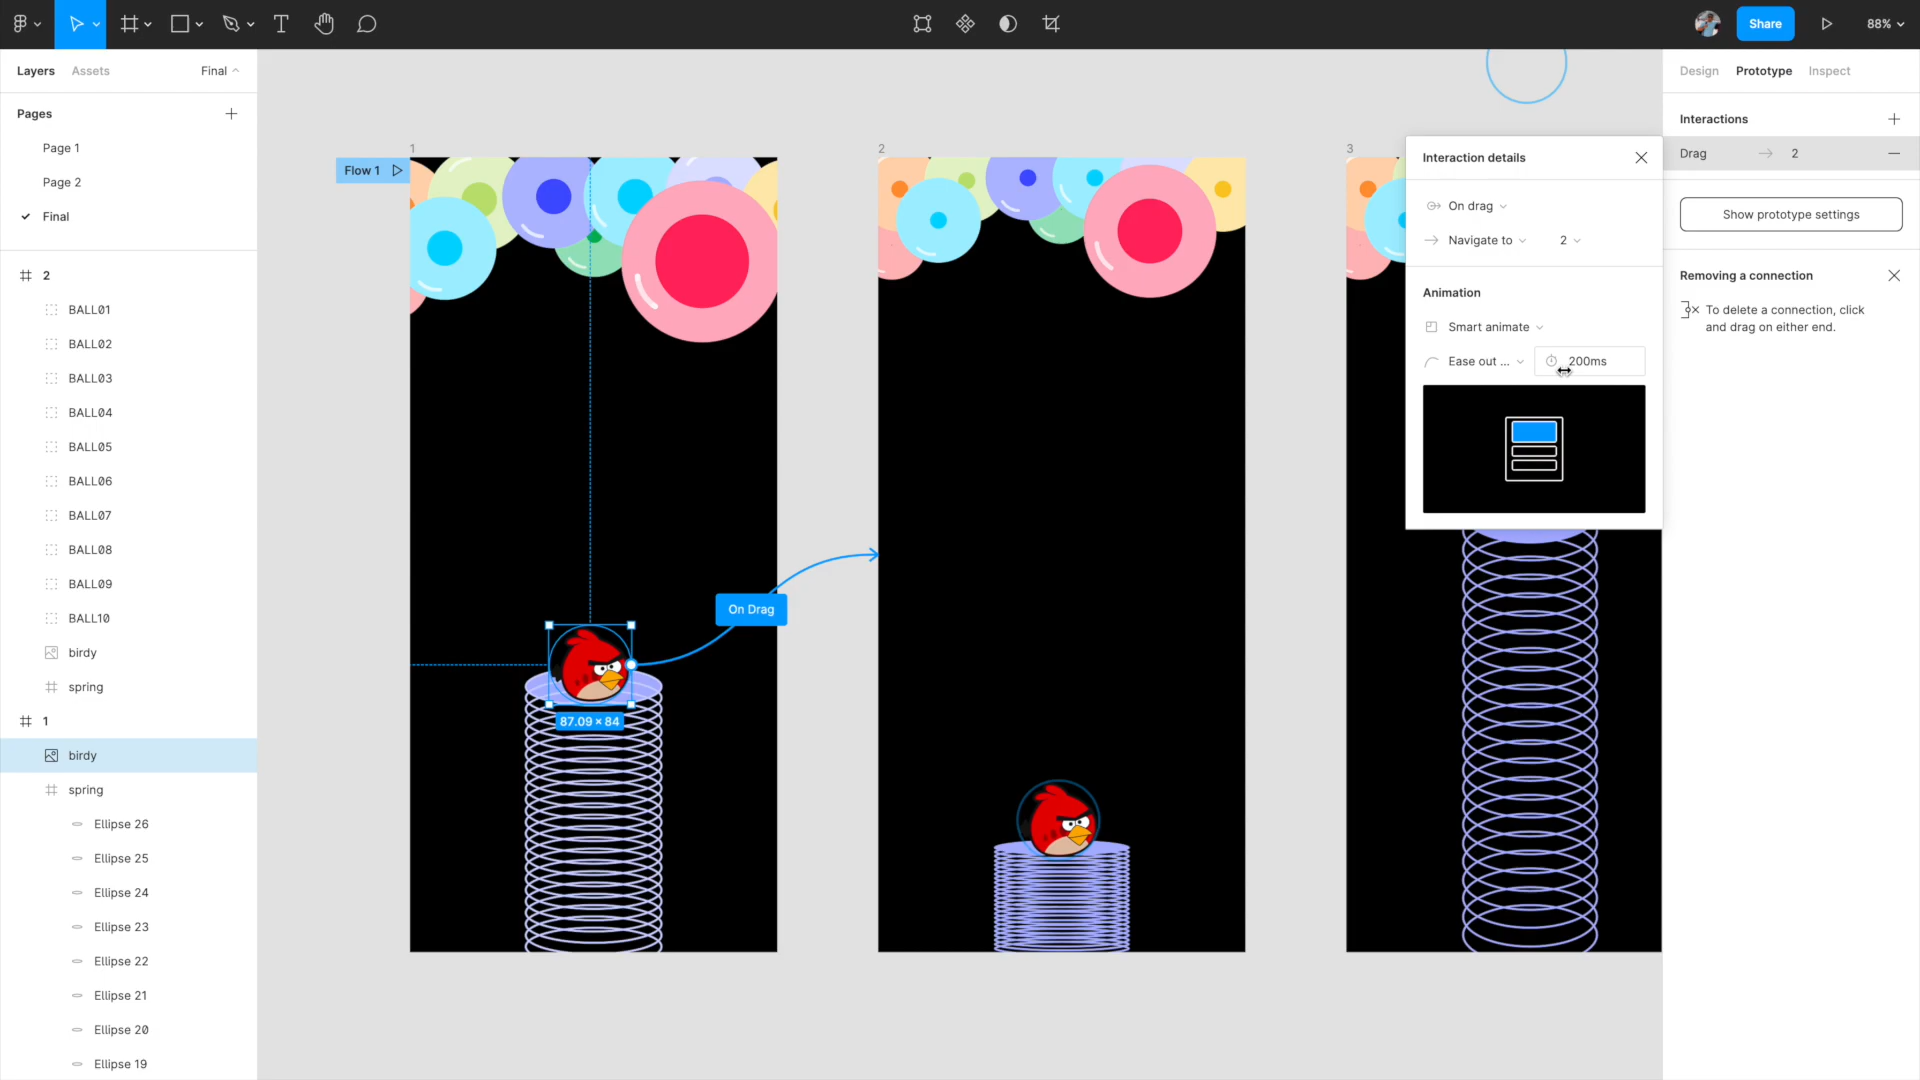 Share
88%
Layers
Assets
Final
Pages
Page 1
Page 2
Final
2
BALL01
BALL02
BALL03
BALL04
BALL05
BALL06
BALL07
BALL08
BALL09
BALL10
birdy
spring
1
birdy
spring
Ellipse 26
Ellipse 25
Ellipse 24
Ellipse 23
Ellipse 22
Ellipse 21
Ellipse 20
Ellipse 19
1
Flow 1
On Drag
87.09 × 84
2
3
Interaction details
On drag
Navigate to
2
Animation
Smart animate
Ease out ...
200ms
Design
Prototype
Inspect
Interactions
Drag
2
Show prototype settings
Removing a connection
To delete a connection, click
and drag on either end.